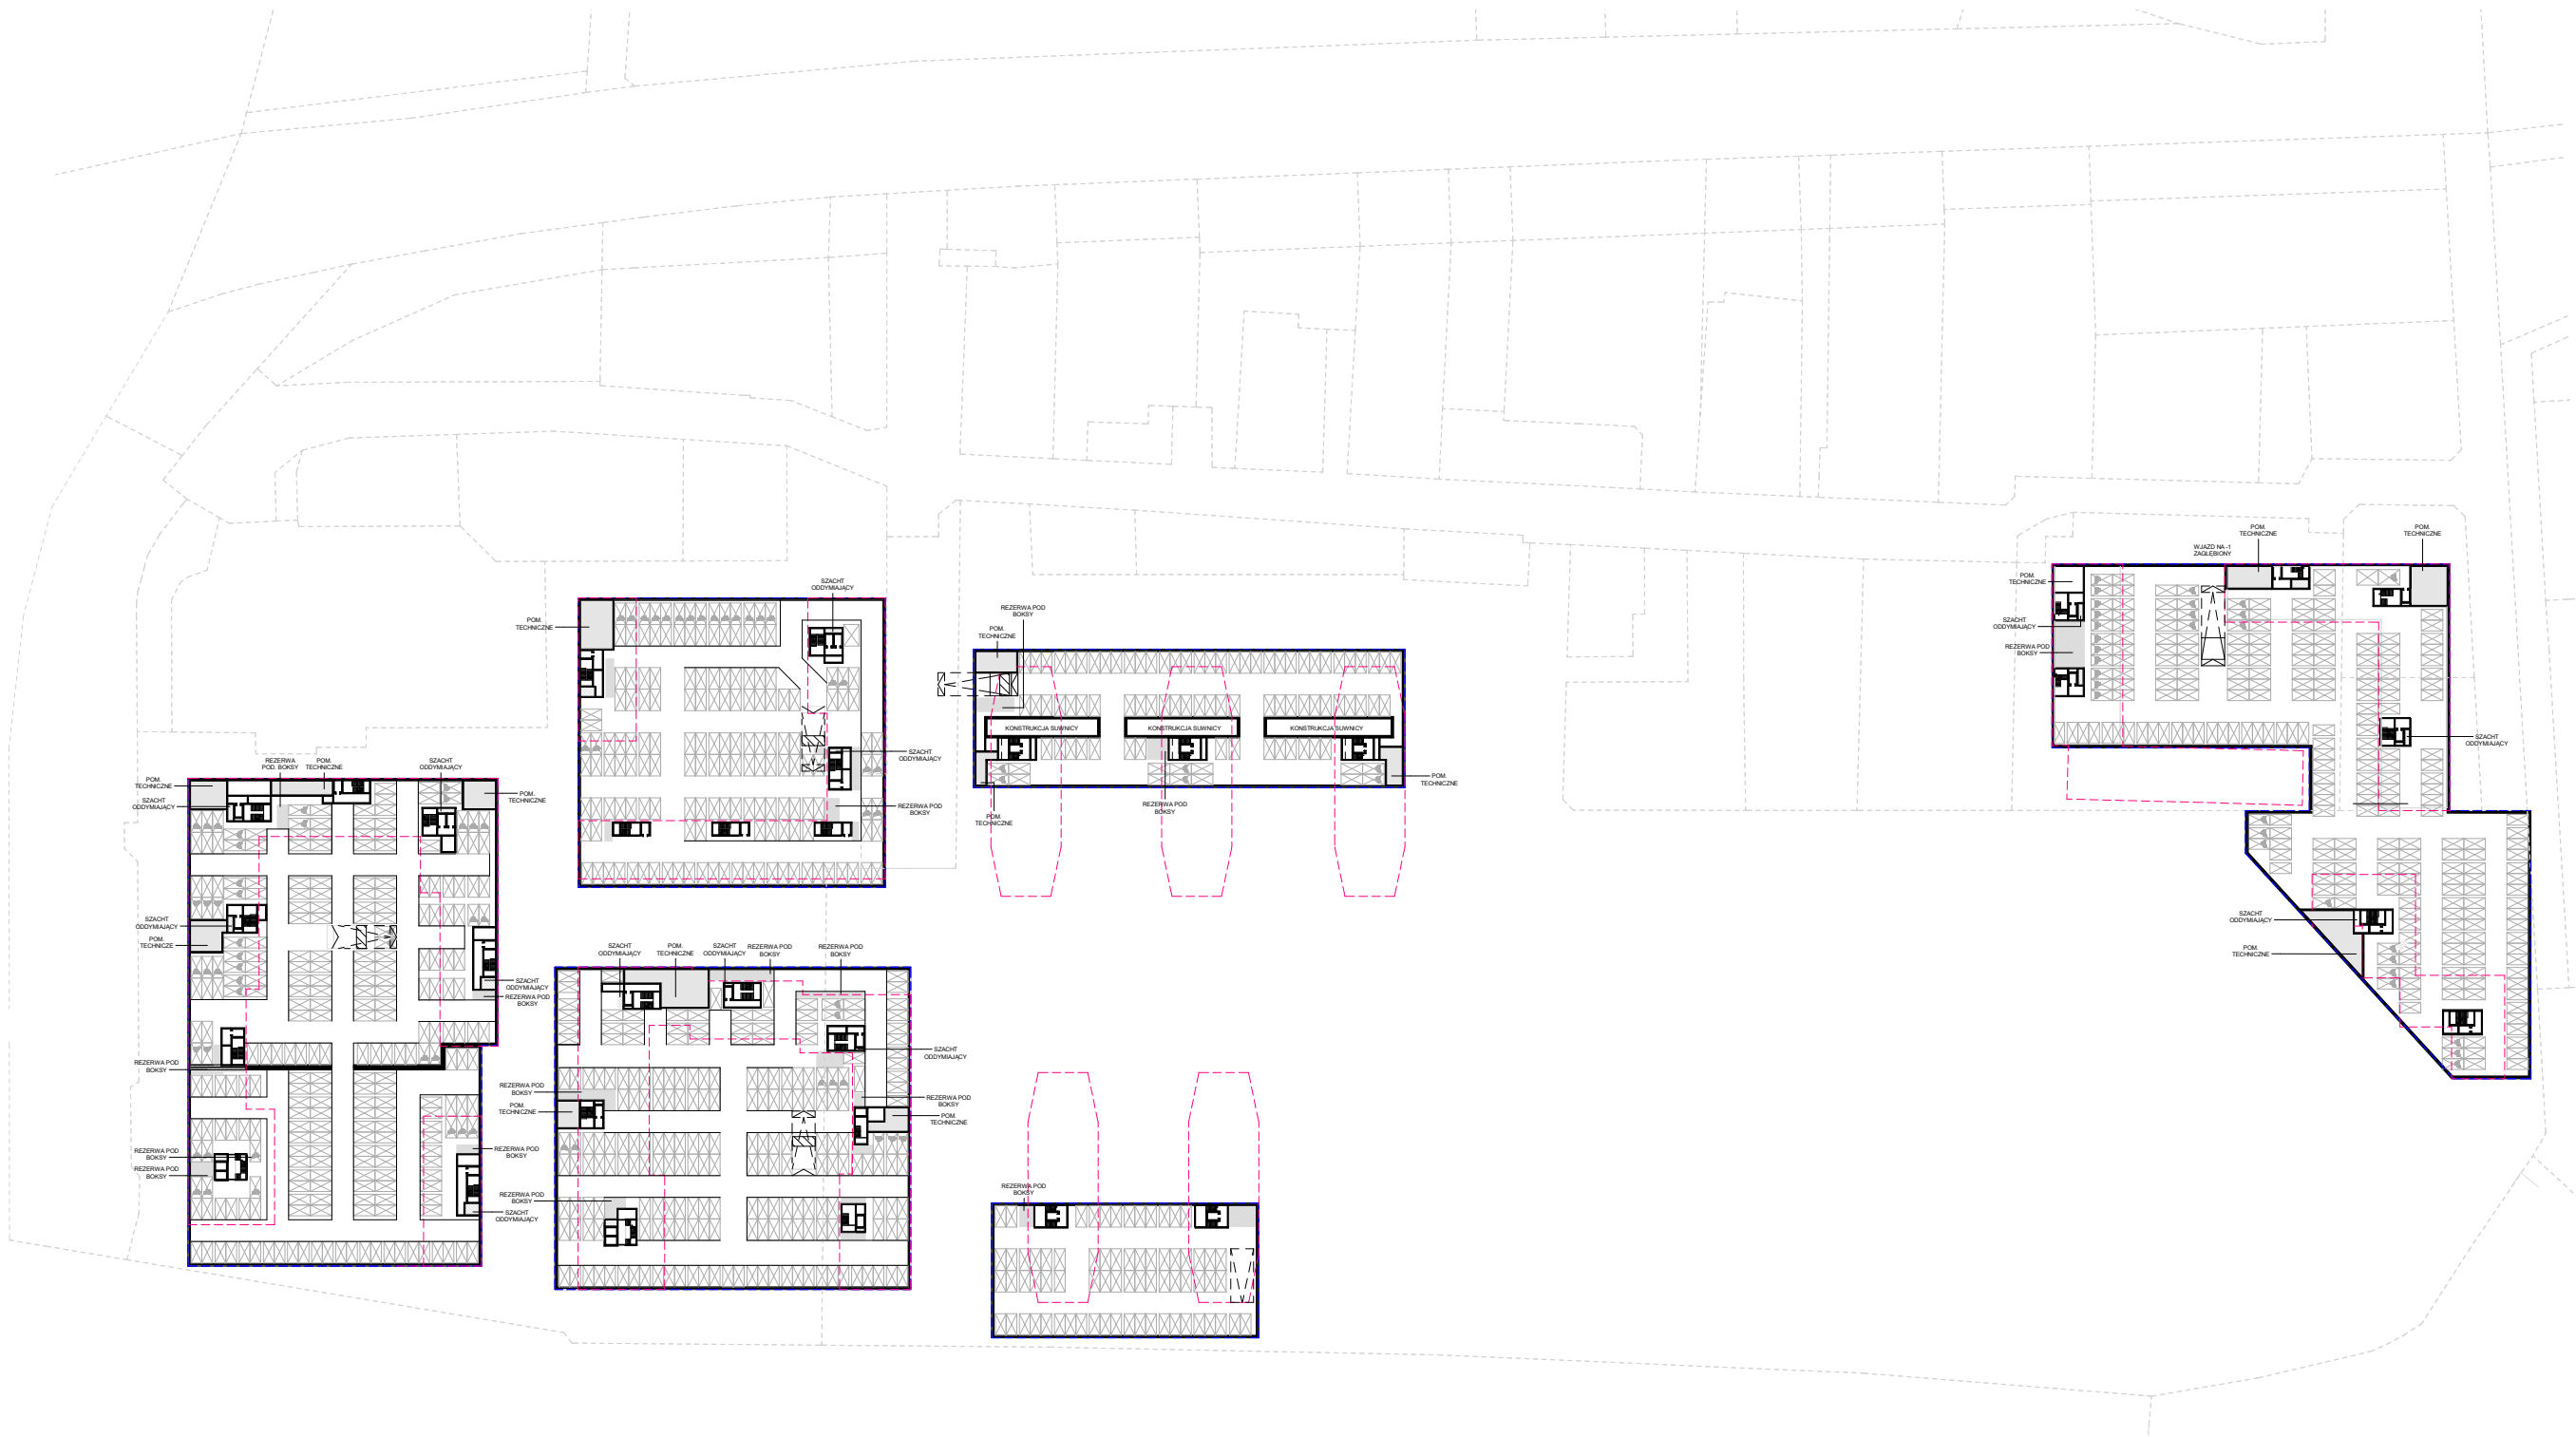 POM.
TECHNICZNE
POM.
TECHNICZNE
WJAZD NA -1
ZAGŁĘBIONY
POM.
TECHNICZNE
SZACHT
ODDYMIAJĄCY
REZERWA POD
BOKSY
SZACHT
ODDYMIAJĄCY
SZACHT
ODDYMIAJĄCY
POM.
TECHNICZNE
SZACHT
ODDYMIAJĄCY
POM.
TECHNICZNE
SZACHT
ODDYMIAJĄCY
REZERWA POD
BOKSY
REZERWA POD
BOKSY
POM.
TECHNICZNE
KONSTRUKCJA SUWNICY
KONSTRUKCJA SUWNICY
KONSTRUKCJA SUWNICY
POM.
TECHNICZNE
REZERWA POD
BOKSY
POM.
TECHNICZNE
REZERWA
POD. BOKSY
POM.
TECHNICZNE
SZACHT
ODDYMIAJĄCY
POM.
TECHNICZNE
SZACHT
ODDYMIAJĄCY
POM.
TECHNICZNE
SZACHT
ODDYMIAJĄCY
POM.
TECHNICZE
SZACHT
ODDYMIAJĄCY
REZERWA POD
BOKSY
REZERWA POD
BOKSY
REZERWA POD
BOKSY
REZERWA POD
BOKSY
REZERWA POD
BOKSY
SZACHT
ODDYMIAJĄCY
SZACHT
ODDYMIAJĄCY
POM.
TECHNICZNE
SZACHT
ODDYMIAJĄCY
REZERWA POD
BOKSY
REZERWA POD
BOKSY
SZACHT
ODDYMIAJĄCY
REZERWA POD
BOKSY
POM.
TECHNICZNE
REZERWA POD
BOKSY
POM.
TECHNICZNE
REZERWA POD
BOKSY
REZERWA POD
BOKSY